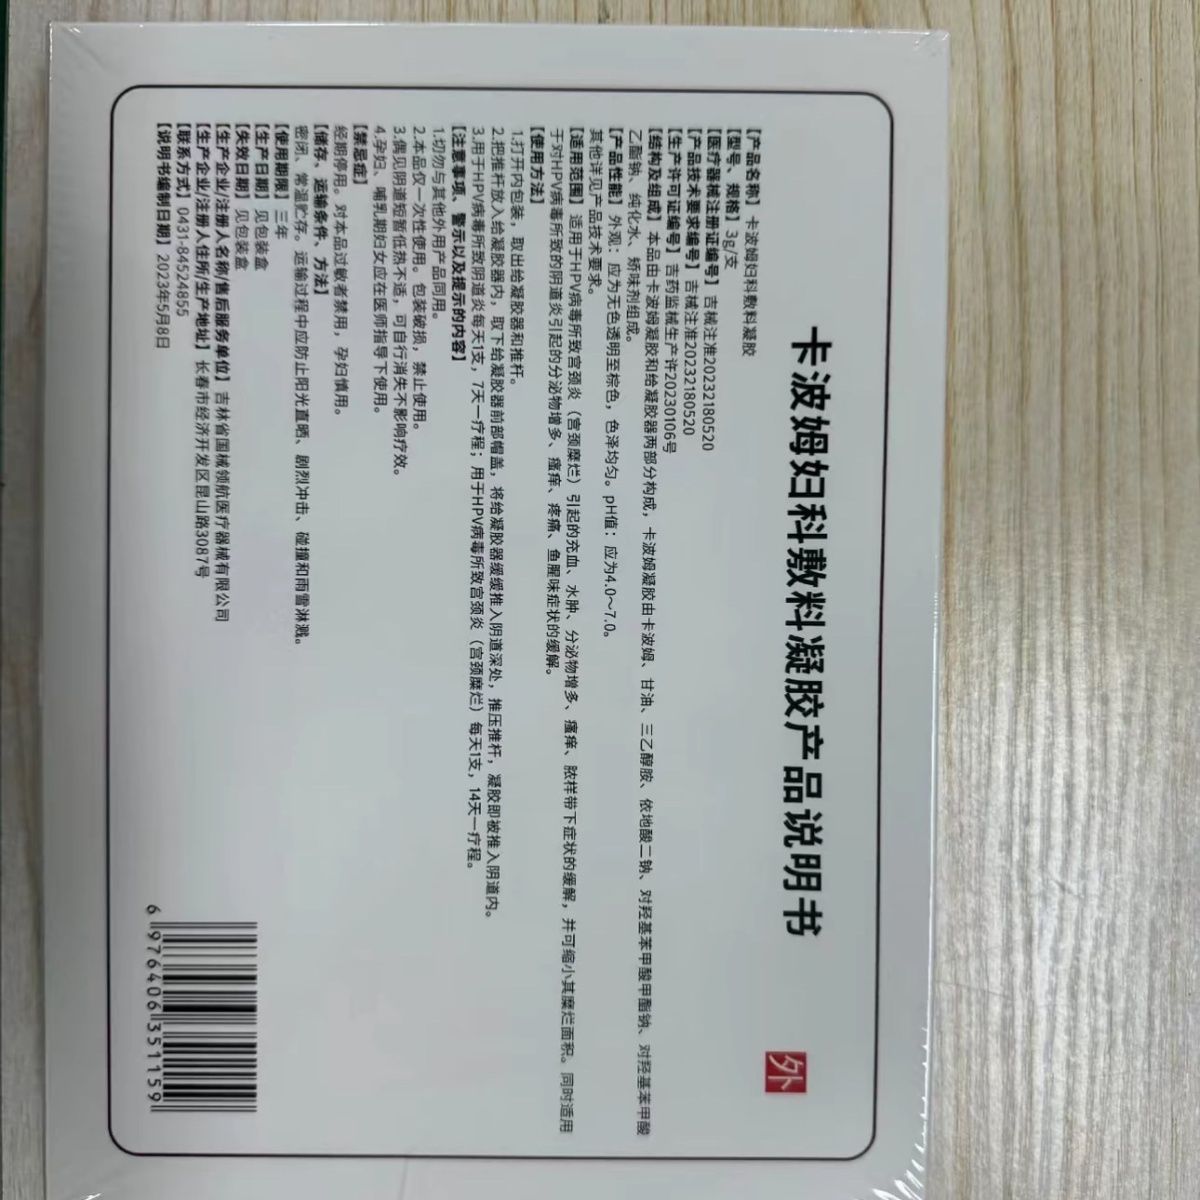 卡波姆妇科敷料凝胶产品说明书
外
【产品名称】卡波姆妇科敷料凝胶
【型号、规格】3g/支
【医疗器械注册证编号】吉械注准20232180520
【产品技术要求编号】吉械注准20232180520
【生产许可证编号】吉药监械生产许20230106号
【结构及组成】本品由卡波姆凝胶和给凝胶器两部分构成，卡波姆凝胶由卡波姆、甘油、三乙醇胺、依地酸二钠、对羟基苯甲酸甲酯钠、对羟基苯甲酸
乙酯钠、纯化水、矫味剂组成。
【产品性能】外观：应为无色透明至棕色，色泽均匀。pH值：应为4.0～7.0。
其他详见产品技术要求。
【适用范围】适用于HPV病毒所致宫颈炎（宫颈糜烂）引起的充血、水肿、分泌物增多、瘙痒、脓样带下症状的缓解，并可缩小其糜烂面积。同时适用
于对HPV病毒所致的阴道炎引起的分泌物增多、瘙痒、疼痛、鱼腥味症状的缓解。
【使用方法】
1.打开内包装，取出给凝胶器和推杆。
2.把推杆放入给凝胶器内，取下给凝胶器前部帽盖，将给凝胶器缓缓推入阴道深处，推压推杆，凝胶即被推入阴道内。
3.用于HPV病毒所致阴道炎每天1支，7天一疗程；用于HPV病毒所致宫颈炎（宫颈糜烂）每天1支，14天一疗程。
【注意事项、警示以及提示的内容】
1.切勿与其他外用产品同用。
2.本品仅一次性使用。包装破损，禁止使用。
3.偶见阴道短暂低热不适，可自行消失不影响疗效。
4.孕妇、哺乳期妇女应在医师指导下使用。
【禁忌症】
经期停用。对本品过敏者禁用，孕妇慎用。
【储存、运输条件、方法】
密闭、常温贮存。运输过程中应防止阳光直晒、剧烈冲击、碰撞和雨雪淋溅。
【使用期限】三年
【生产日期】见包装盒
【失效日期】见包装盒
【生产企业/注册人名称/售后服务单位】吉林省国械领航医疗器械有限公司
【生产企业/注册人住所/生产地址】长春市经济开发区昆山路3087号
【联系方式】0431-84524855
【说明书编制日期】2023年5月8日
6 976406 351159